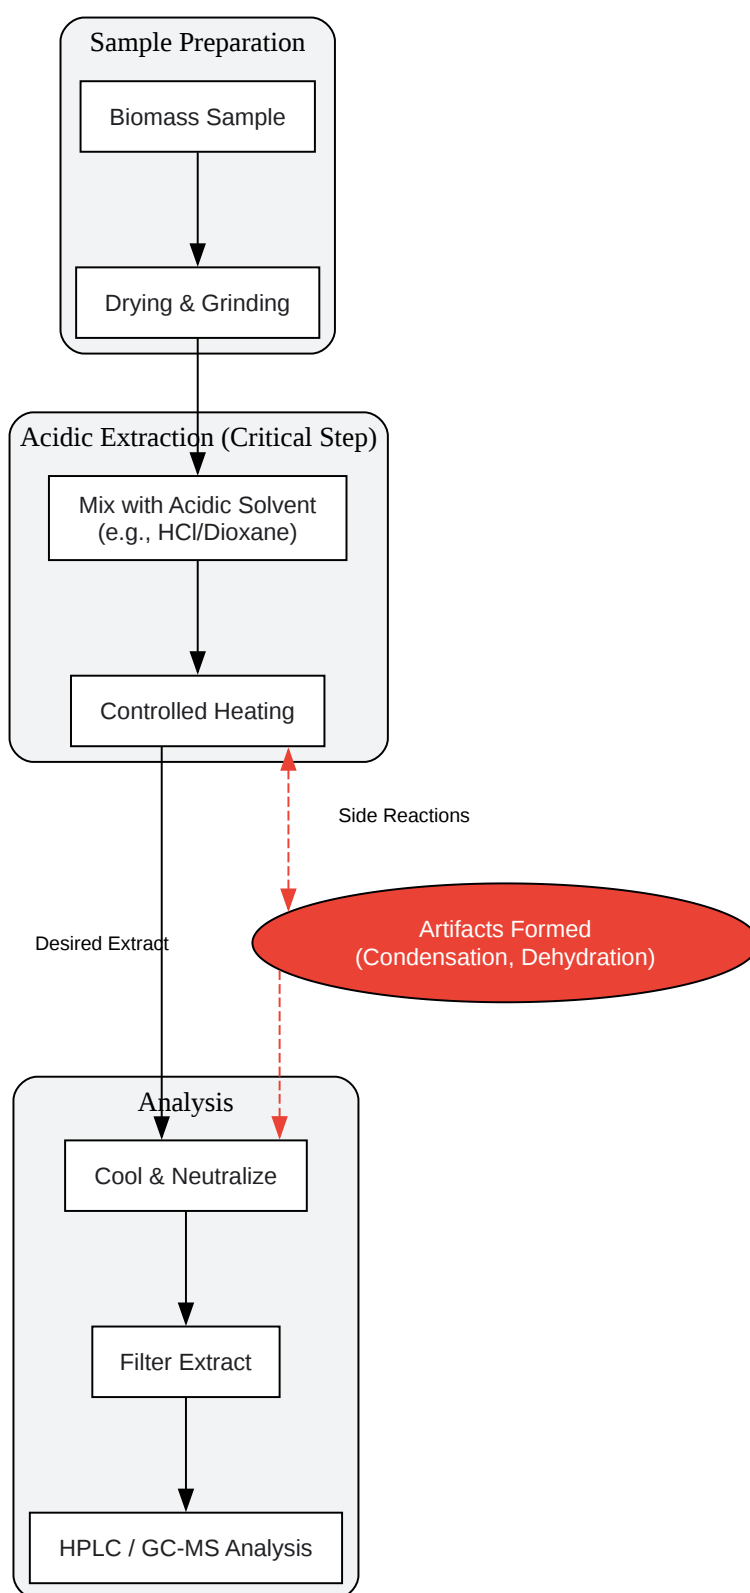 Sample Preparation
Biomass Sample
Drying & Grinding
Acidic Extraction (Critical Step)
Mix with Acidic Solvent
(e.g., HCl/Dioxane)
Controlled Heating
Side Reactions
Artifacts Formed
(Condensation, Dehydration)
Desired Extract
Analysis
Cool & Neutralize
Filter Extract
HPLC / GC-MS Analysis